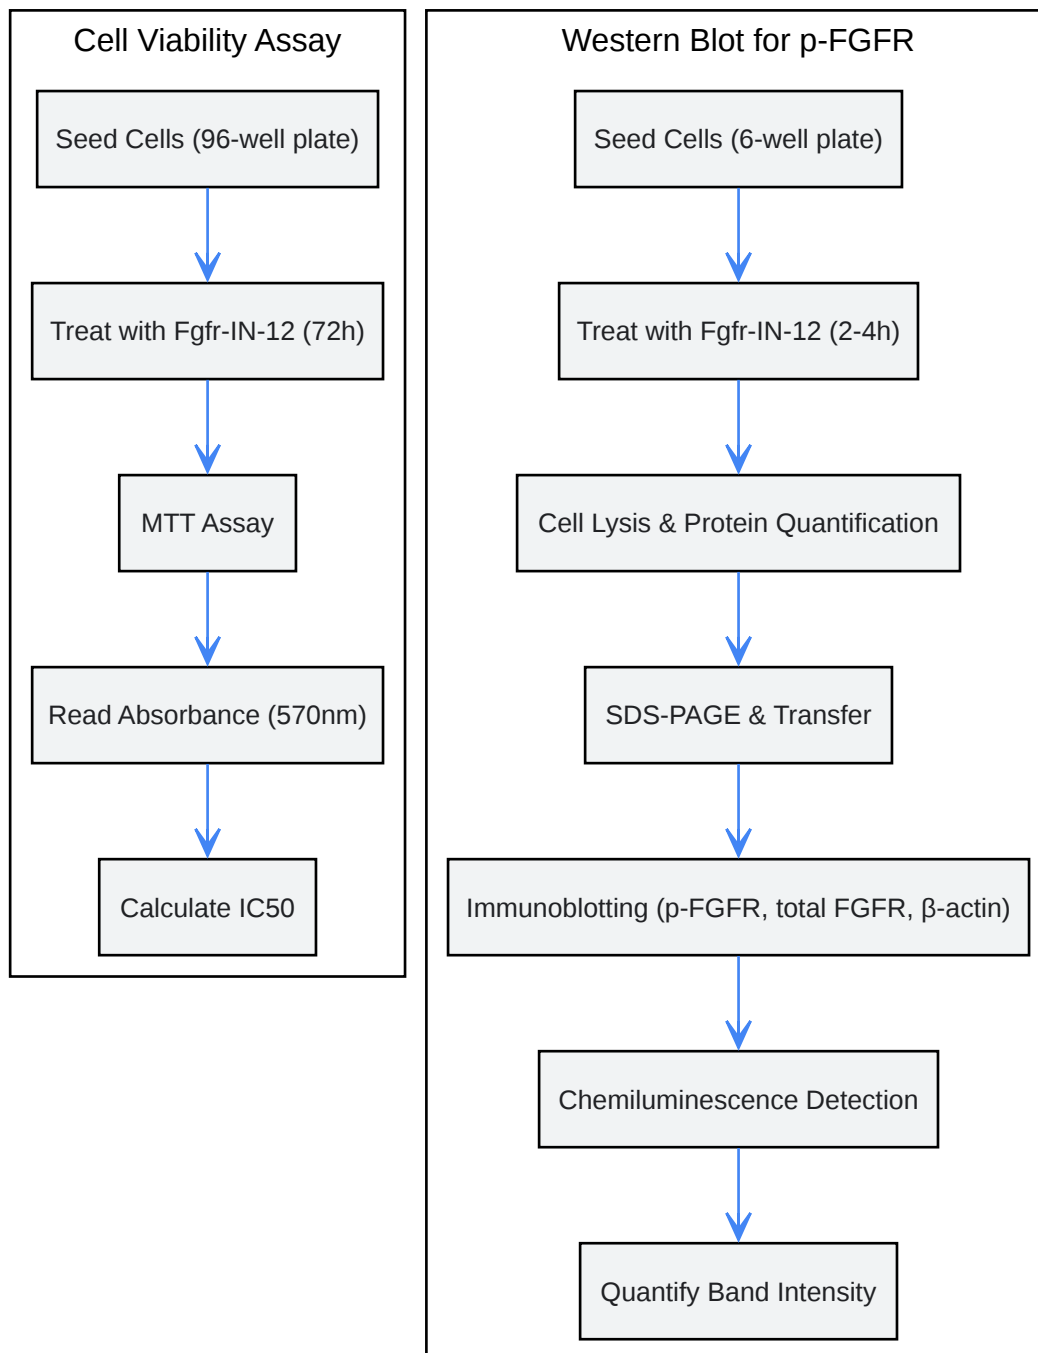 Cell Viability Assay
Seed Cells (96-well plate)
Treat with Fgfr-IN-12 (72h)
MTT Assay
Read Absorbance (570nm)
Calculate IC50
Western Blot for p-FGFR
Seed Cells (6-well plate)
Treat with Fgfr-IN-12 (2-4h)
Cell Lysis & Protein Quantification
SDS-PAGE & Transfer
Immunoblotting (p-FGFR, total FGFR, β-actin)
Chemiluminescence Detection
Quantify Band Intensity